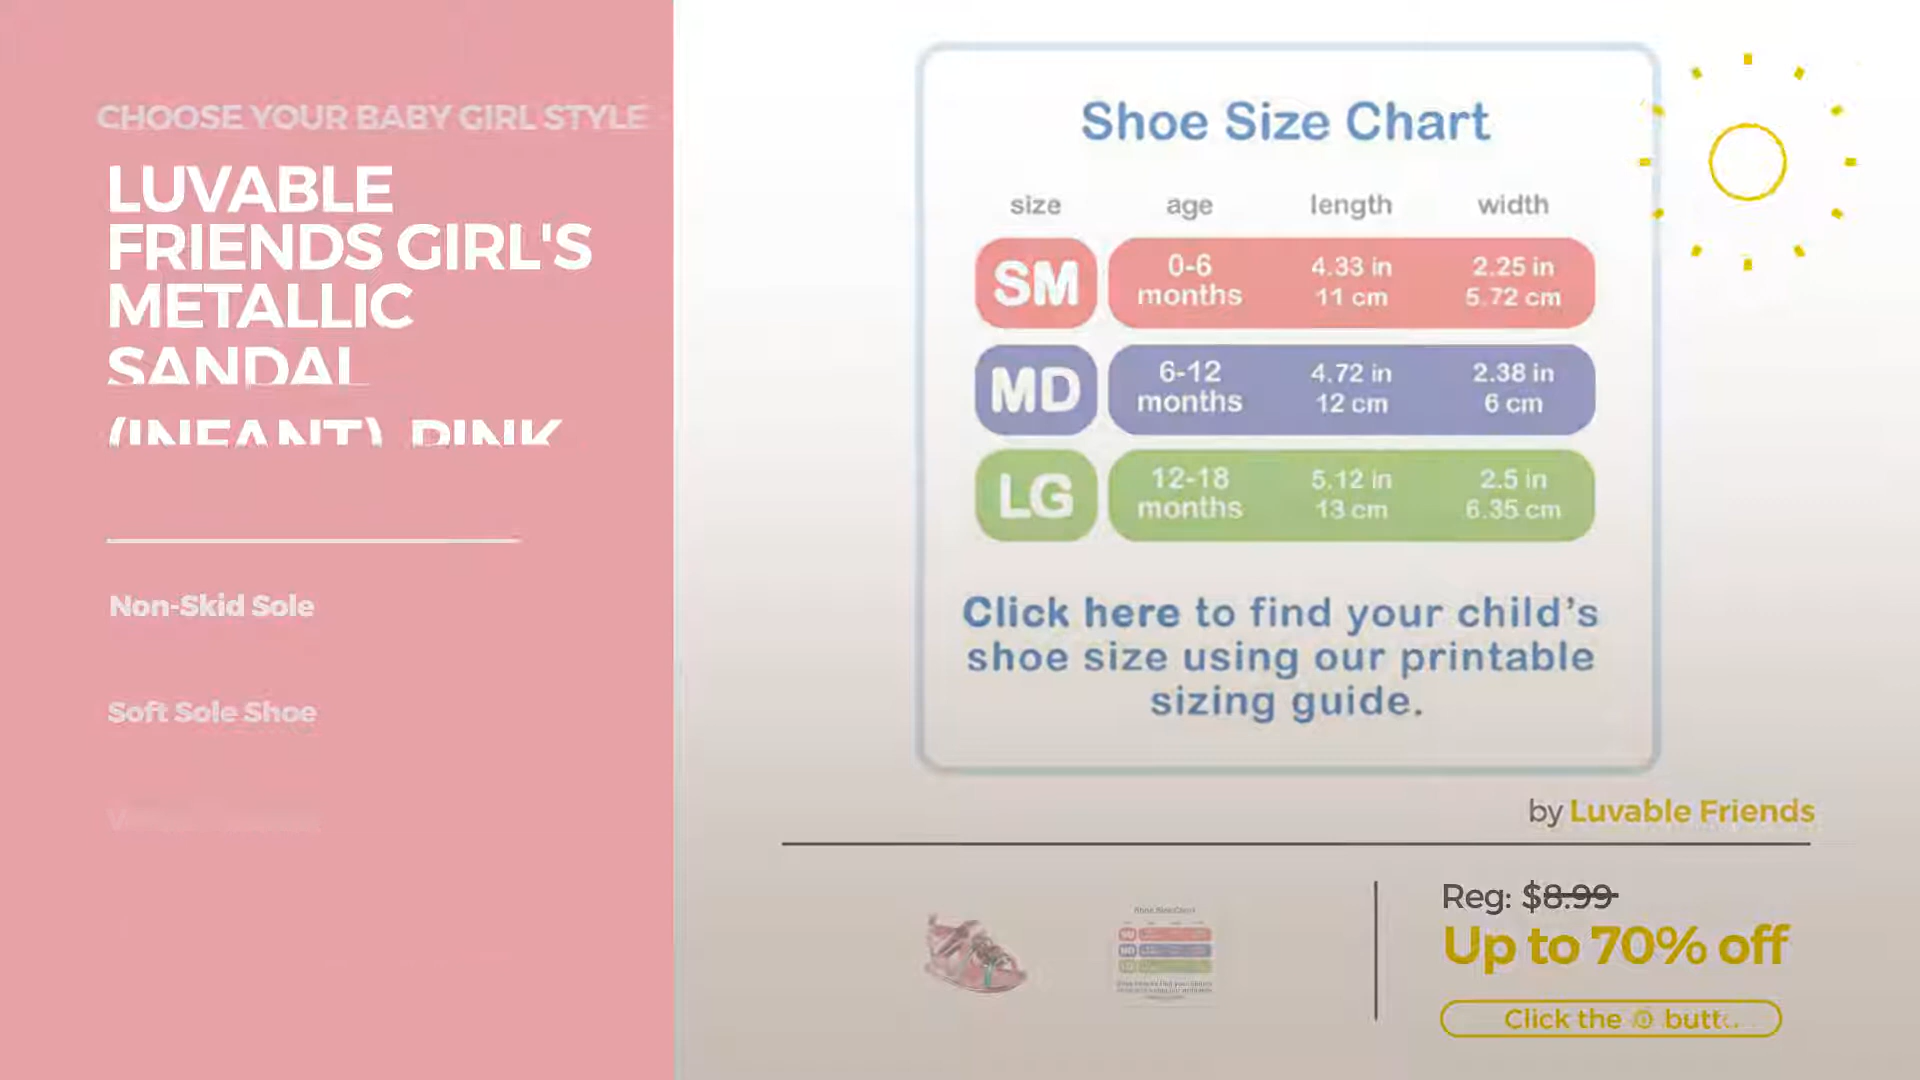 CHOOSE YOUR BABY GIRL STYLE
LUVABLE
FRIENDS GIRL'S
METALLIC
SANDAL
(INFANT), PINK
Non-Skid Sole
Soft Sole Shoe
Shoe Size Chart
size age length width
SM 0-6 months 4.33 in 11 cm 2.25 in 5.72 cm
MD 6-12 months 4.72 in 12 cm 2.38 in 6 cm
LG 12-18 months 5.12 in 13 cm 2.5 in 6.35 cm
Click here to find your child's
shoe size using our printable
sizing guide.
by Luvable Friends
Reg: $8.99
Up to 70% off
Click the butt